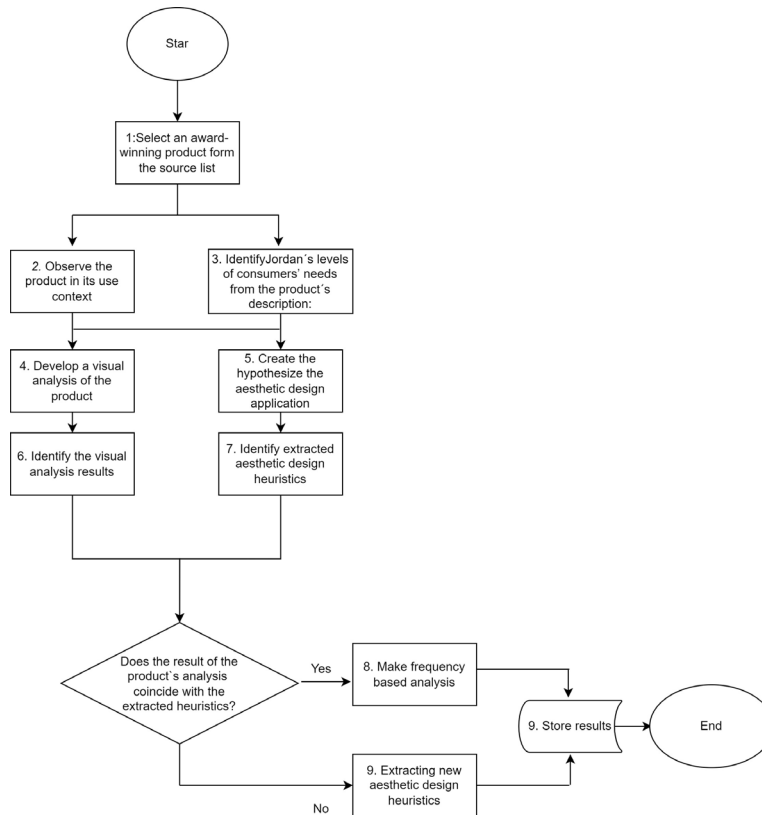 Star
1:Select an award-
winning product form
the source list
2. Observe the
product in its use
context
3. IdentifyJordan´s levels
of consumers' needs
from the product´s
description:
4. Develop a visual
analysis of the
product
5. Create the
hypothesize the
aesthetic design
application
6. Identify the visual
analysis results
7. Identify extracted
aesthetic design
heuristics
Does the result of the
product`s analysis
coincide with the
extracted heuristics?
Yes
8. Make frequency
based analysis
9. Store results
End
No
9. Extracting new
aesthetic design
heuristics